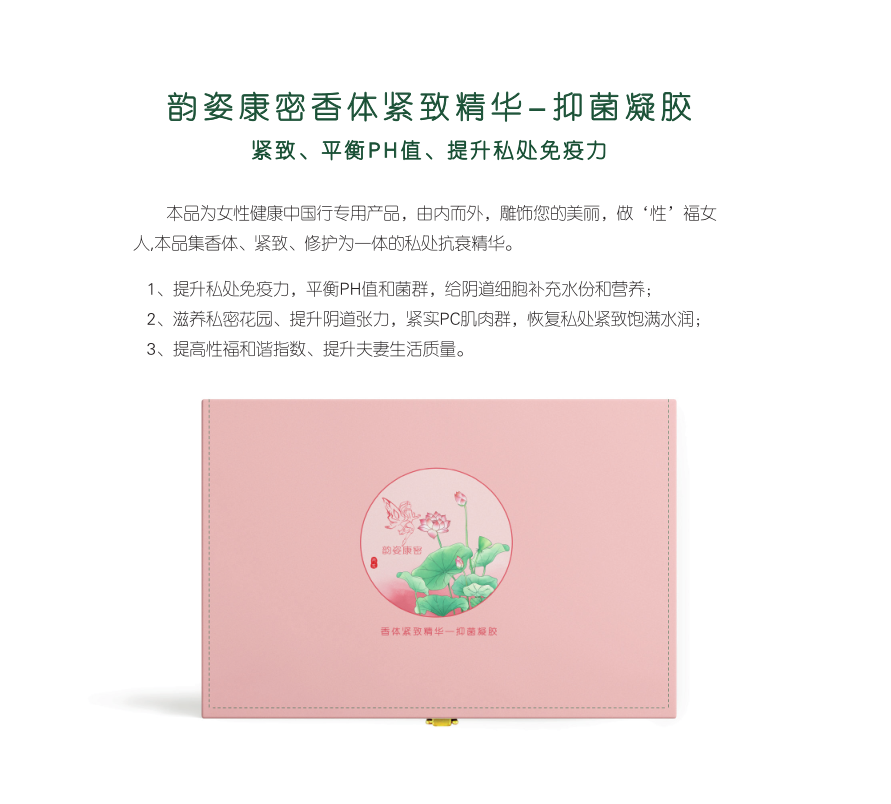 韵姿康密香体紧致精华-抑菌凝胶
紧致、平衡PH值、提升私处免疫力
本品为女性健康中国行专用产品，由内而外，雕饰您的美丽，做‘性’福女
人,本品集香体、紧致、修护为一体的私处抗衰精华。
1、提升私处免疫力，平衡PH值和菌群，给阴道细胞补充水份和营养；
2、滋养私密花园、提升阴道张力，紧实PC肌肉群，恢复私处紧致饱满水润；
3、提高性福和谐指数、提升夫妻生活质量。
韵姿康密
香体紧致精华—抑菌凝胶